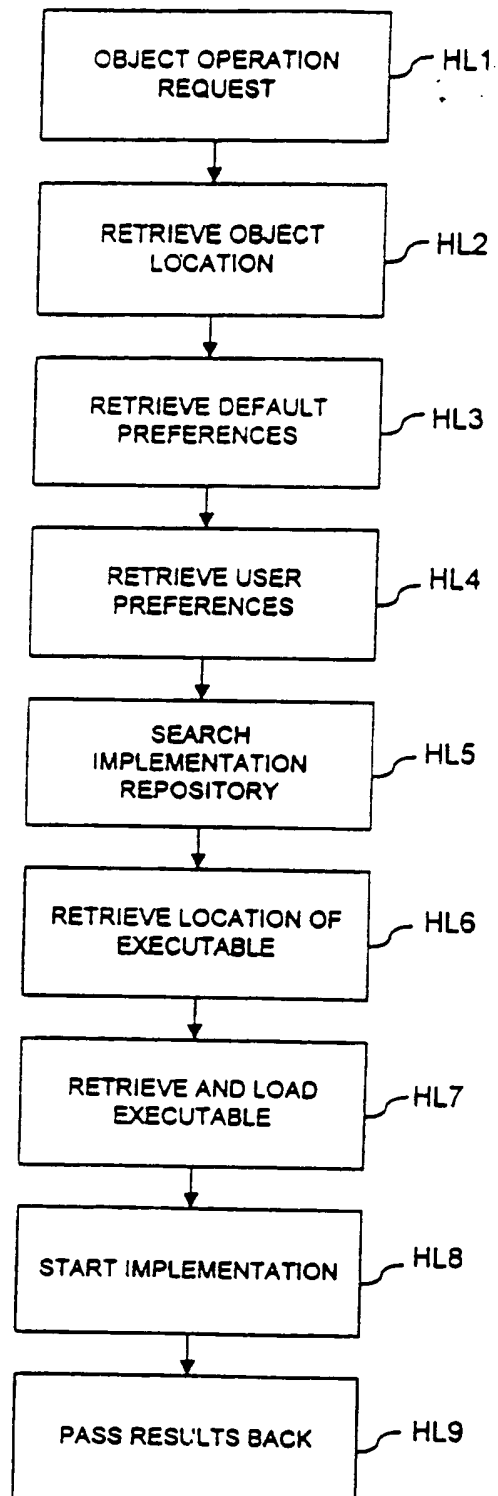 OBJECT OPERATION
REQUEST
HL1
RETRIEVE OBJECT
LOCATION
HL2
RETRIEVE DEFAULT
PREFERENCES
HL3
RETRIEVE USER
PREFERENCES
HL4
SEARCH
IMPLEMENTATION
REPOSITORY
HL5
RETRIEVE LOCATION OF
EXECUTABLE
HL6
RETRIEVE AND LOAD
EXECUTABLE
HL7
START IMPLEMENTATION
HL8
PASS RESULTS BACK
HL9